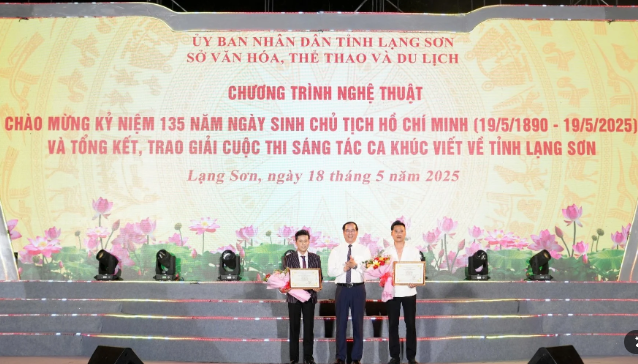 ỦY BAN NHÂN DÂN TỈNH LẠNG SƠN
SỞ VĂN HÓA, THỂ THAO VÀ DU LỊCH
CHƯƠNG TRÌNH NGHỆ THUẬT
CHÀO MỪNG KỶ NIỆM 135 NĂM NGÀY SINH CHỦ TỊCH HỒ CHÍ MINH (19/5/1890 - 19/5/2025)
VÀ TỔNG KẾT, TRAO GIẢI CUỘC THI SÁNG TÁC CA KHÚC VIẾT VỀ TỈNH LẠNG SƠN
Lạng Sơn, ngày 18 tháng 5 năm 2025